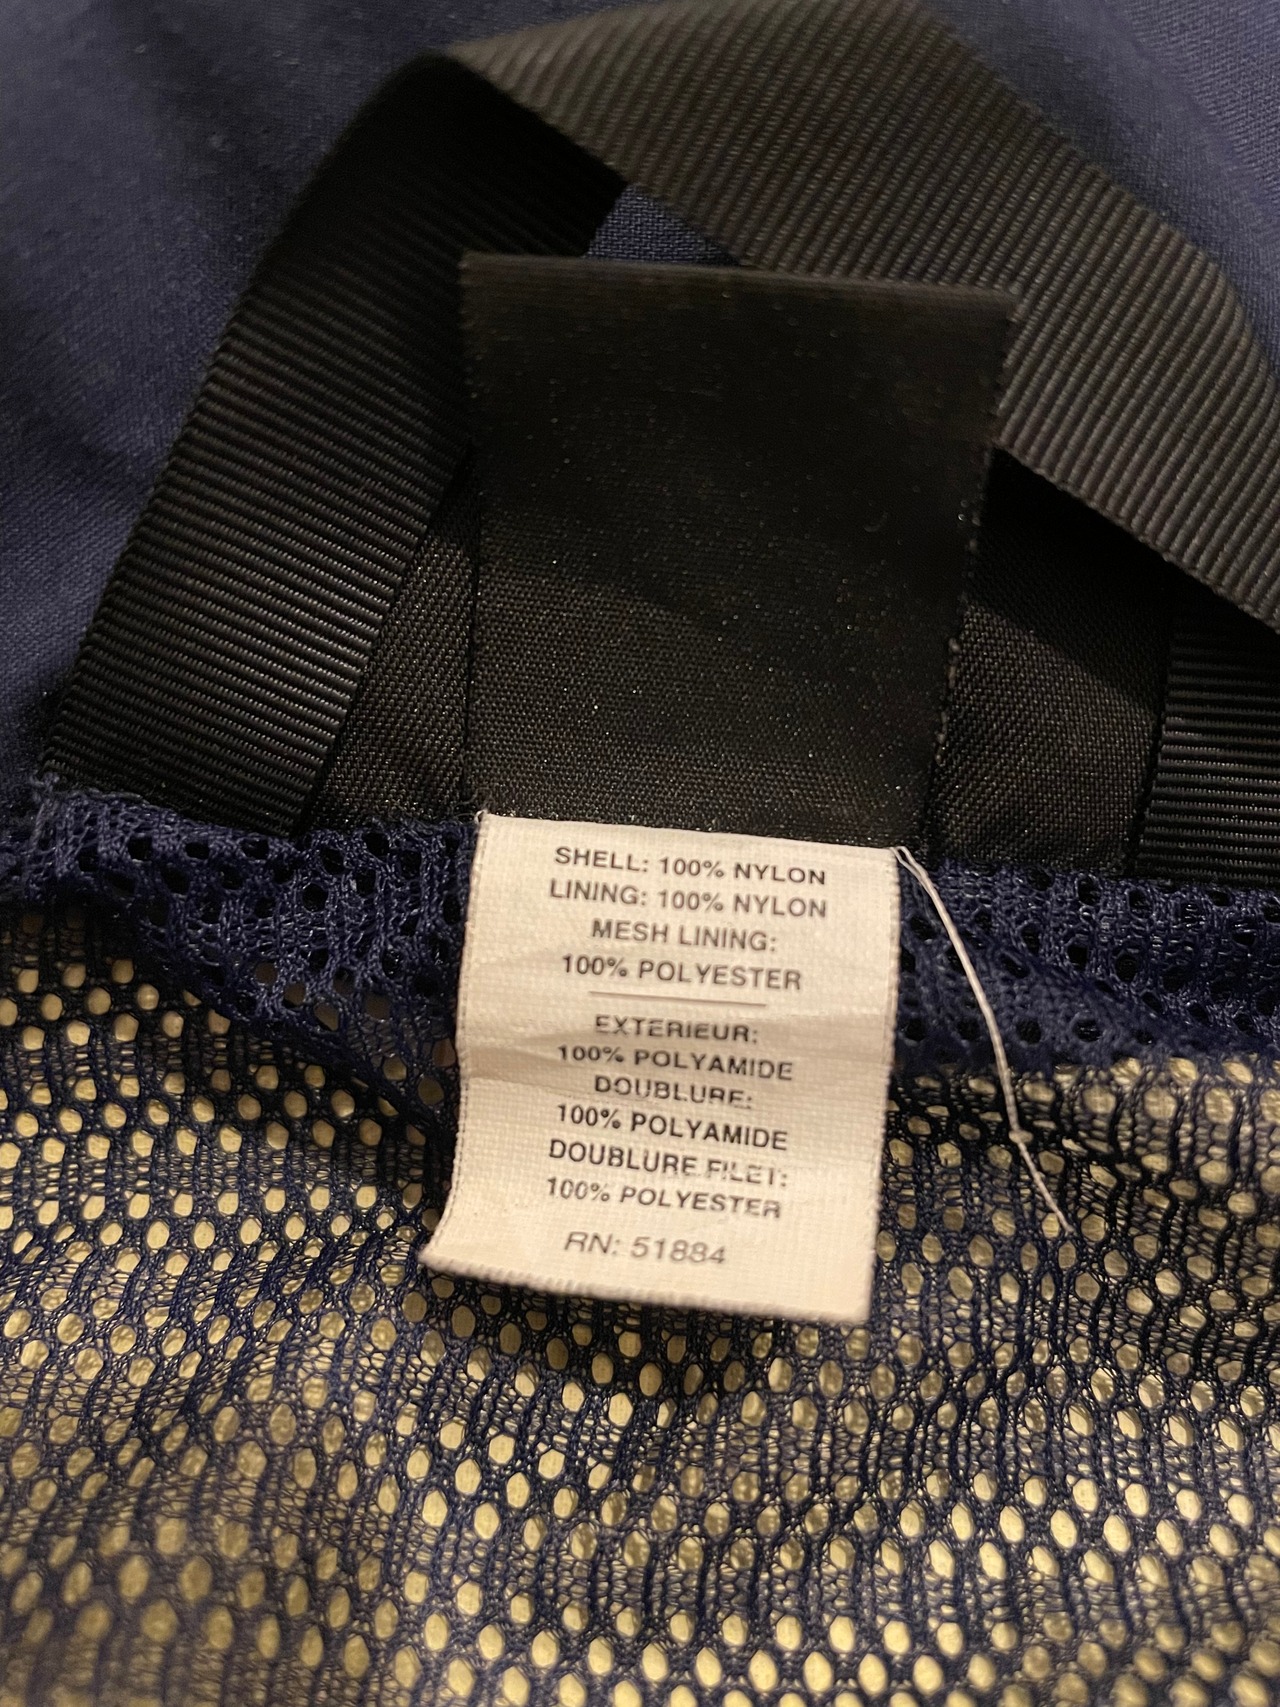 SHELL: 100% NYLON
LINING: 100% NYLON
MESH LINING:
100% POLYESTER
EXTERIEUR:
100% POLYAMIDE
DOUBLURE:
100% POLYAMIDE
DOUBLURE FILET:
100% POLYESTER
RN: 51884